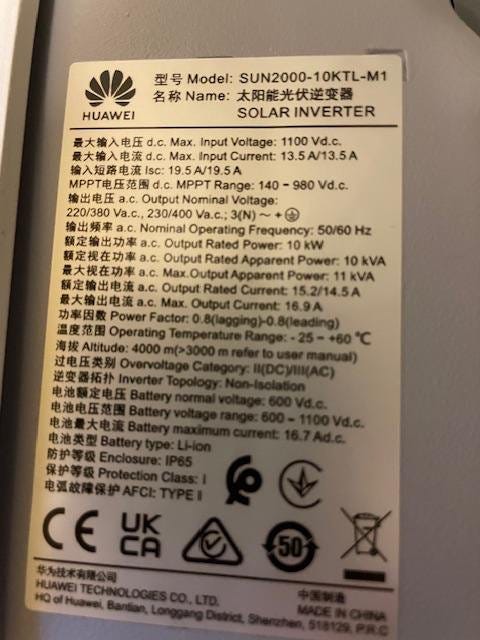 HUAWEI
型号 Model: SUN2000-10KTL-M1
名称 Name: 太阳能光伏逆变器
SOLAR INVERTER
最大输入电压 d.c. Max. Input Voltage: 1100 Vd.c.
最大输入电流 d.c. Max. Input Current: 13.5 A/13.5 A
输入短路电流 Isc: 19.5 A/19.5 A
MPPT电压范围 d.c. MPPT Range: 140 - 980 Vd.c.
输出电压 a.c. Output Nominal Voltage:
220/380 Va.c., 230/400 Va.c.; 3(N) ~ + ⏚
输出频率 a.c. Nominal Operating Frequency: 50/60 Hz
额定输出功率 a.c. Output Rated Power: 10 kW
额定视在功率 a.c. Output Rated Apparent Power: 10 kVA
最大视在功率 a.c. Max.Output Apparent Power: 11 kVA
额定输出电流 a.c. Output Rated Current: 15.2/14.5 A
最大输出电流 a.c. Max. Output Current: 16.9 A
功率因数 Power Factor: 0.8(lagging)-0.8(leading)
温度范围 Operating Temperature Range: - 25 ~ +60 °C
海拔 Altitude: 4000 m(>3000 m refer to user manual)
过电压类别 Overvoltage Category: II(DC)/III(AC)
逆变器拓扑 Inverter Topology: Non-Isolation
电池额定电压 Battery normal voltage: 600 Vd.c.
电池电压范围 Battery voltage range: 600 ~ 1100 Vd.c.
电池最大电流 Battery maximum current: 16.7 Ad.c.
电池类型 Battery type: Li-ion
防护等级 Enclosure: IP65
保护等级 Protection Class: I
电弧故障保护 AFCI: TYPE II
CE
UK
CA
50
华为技术有限公司
HUAWEI TECHNOLOGIES CO., LTD.
HQ of Huawei, Bantian, Longgang District, Shenzhen, 518129, P.R.C
中国制造
MADE IN CHINA